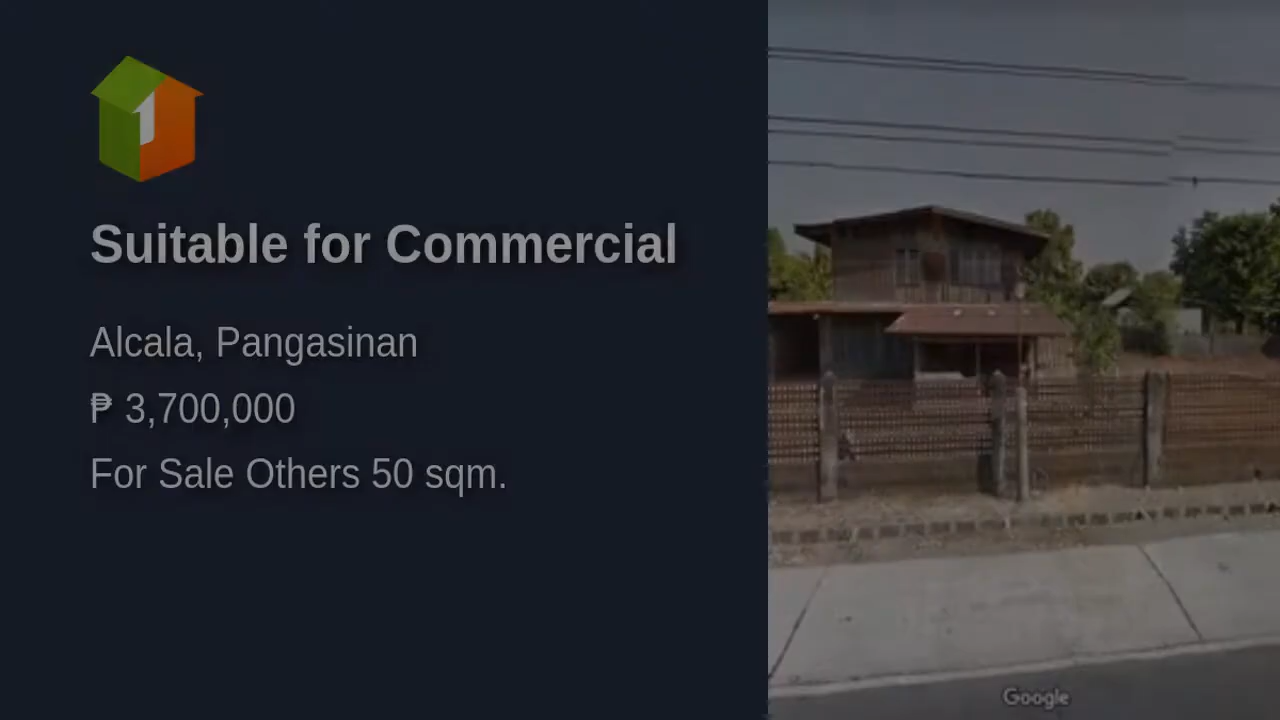 Suitable for Commercial
Alcala, Pangasinan
₱ 3,700,000
For Sale Others 50 sqm.
Google